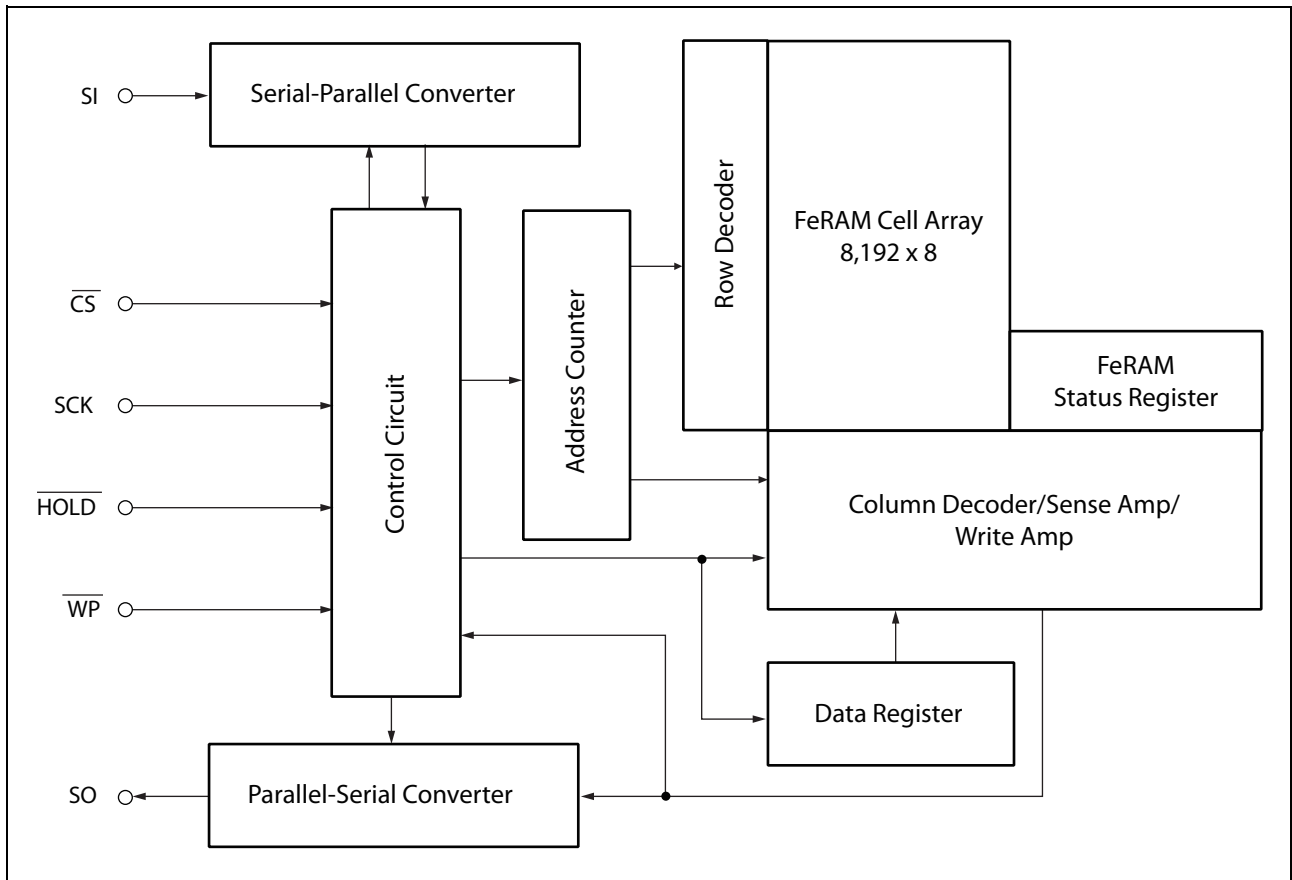 SI
Serial-Parallel Converter
Row Decoder
FeRAM Cell Array
8,192 x 8
CS
SCK
HOLD
WP
Control Circuit
Address Counter
FeRAM
Status Register
Column Decoder/Sense Amp/
Write Amp
Data Register
SO
Parallel-Serial Converter